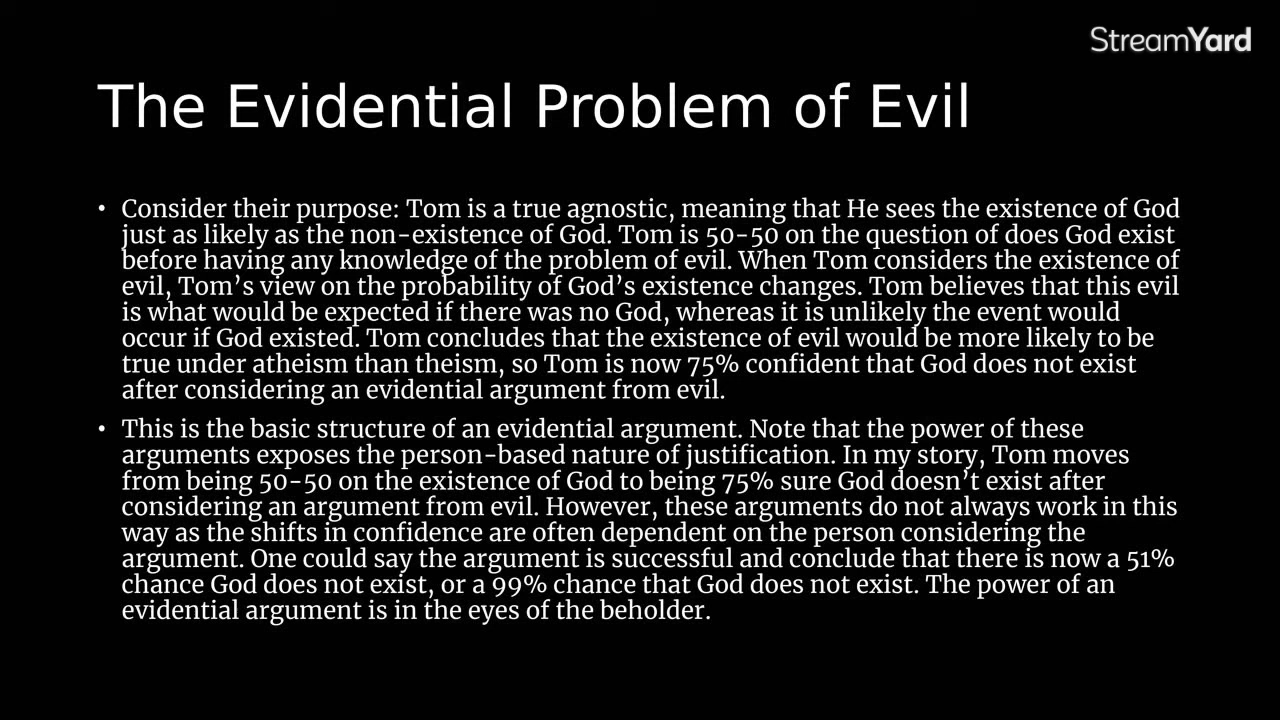 StreamYard
The Evidential Problem of Evil
• Consider their purpose: Tom is a true agnostic, meaning that He sees the existence of God
just as likely as the non-existence of God. Tom is 50-50 on the question of does God exist
before having any knowledge of the problem of evil. When Tom considers the existence of
evil, Tom’s view on the probability of God’s existence changes. Tom believes that this evil
is what would be expected if there was no God, whereas it is unlikely the event would
occur if God existed. Tom concludes that the existence of evil would be more likely to be
true under atheism than theism, so Tom is now 75% confident that God does not exist
after considering an evidential argument from evil.
• This is the basic structure of an evidential argument. Note that the power of these
arguments exposes the person-based nature of justification. In my story, Tom moves
from being 50-50 on the existence of God to being 75% sure God doesn’t exist after
considering an argument from evil. However, these arguments do not always work in this
way as the shifts in confidence are often dependent on the person considering the
argument. One could say the argument is successful and conclude that there is now a 51%
chance God does not exist, or a 99% chance that God does not exist. The power of an
evidential argument is in the eyes of the beholder.